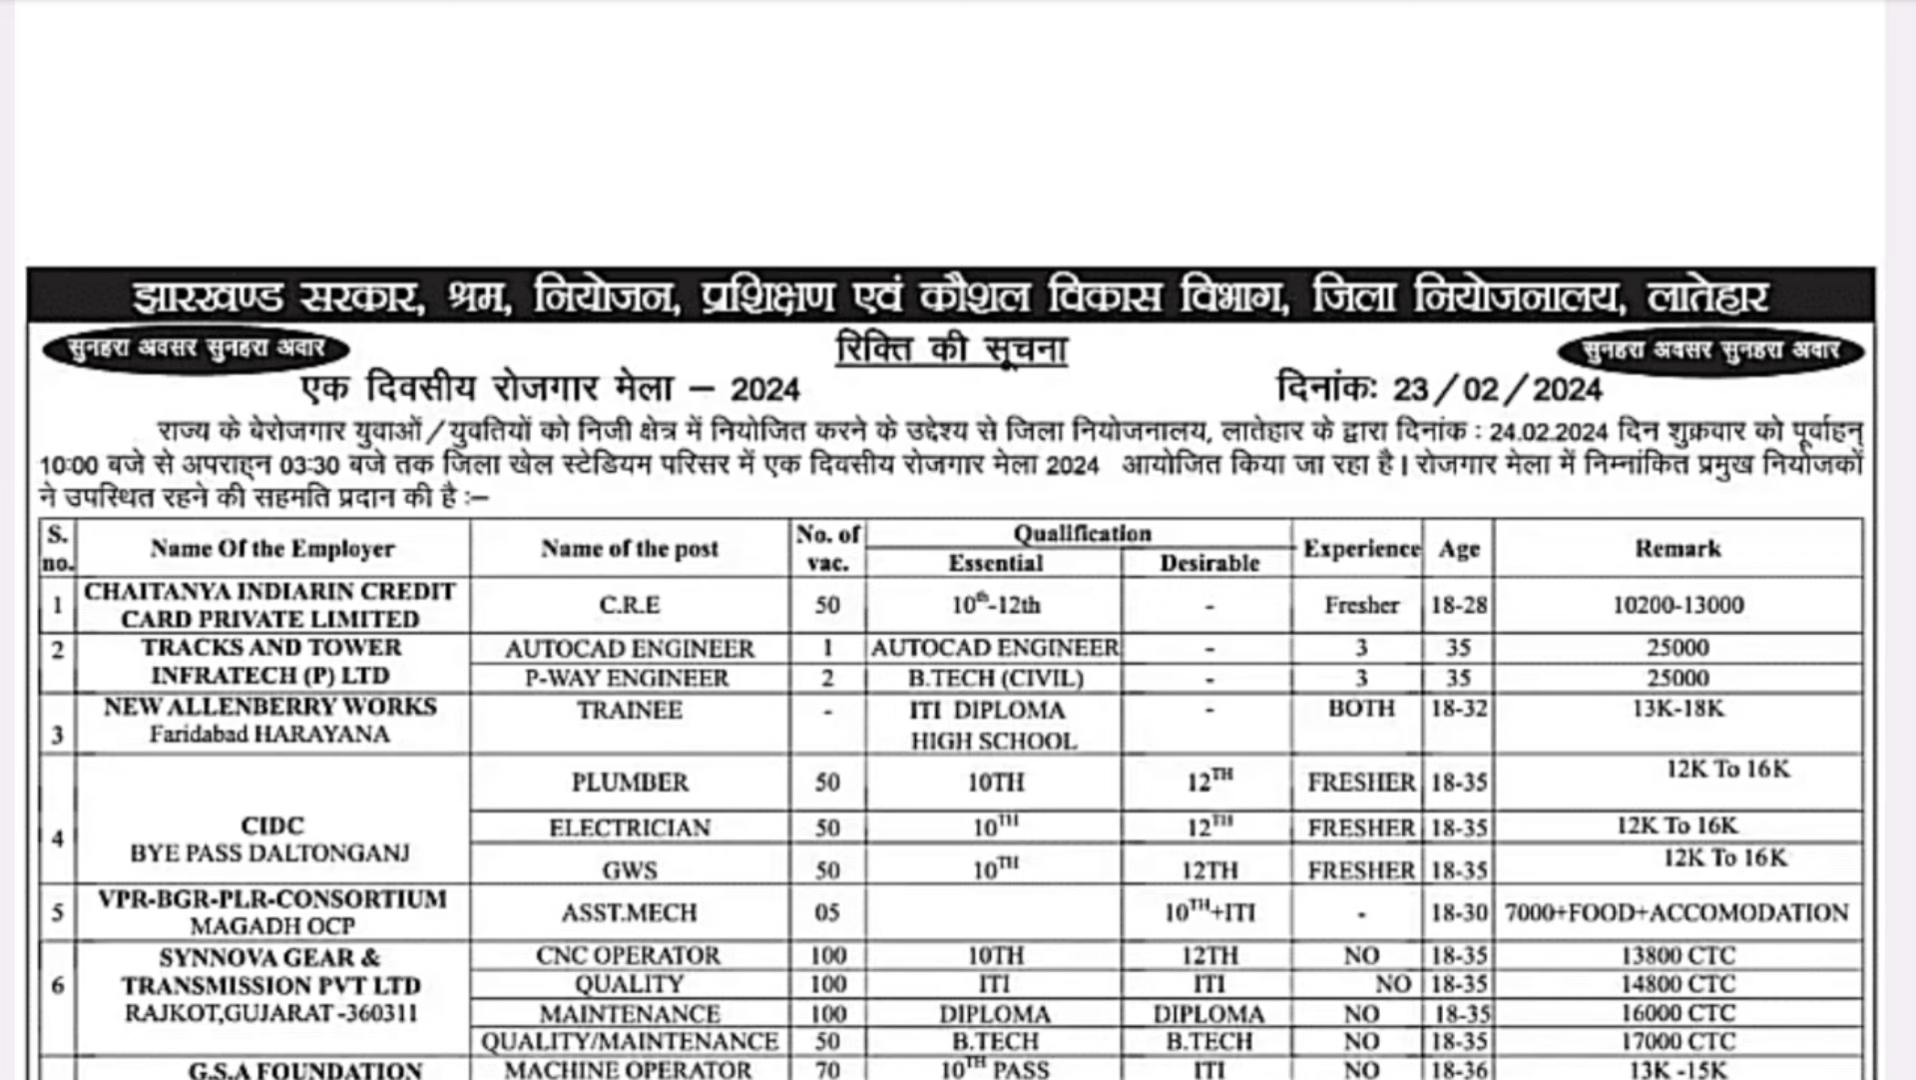 झारखण्ड सरकार, श्रम, नियोजन, प्रशिक्षण एवं कौशल विकास विभाग, जिला नियोजनालय, लातेहार
सुनहरा अवसर सुनहरा अवार रिक्ति की सूचना सुनहरा अवसर सुनहरा अवार
एक दिवसीय रोजगार मेला – 2024 दिनांकः 23/02/2024
राज्य के बेरोजगार युवाओं/युवतियों को निजी क्षेत्र में नियोजित करने के उद्देश्य से जिला नियोजनालय, लातेहार के द्वारा दिनांक : 24.02.2024 दिन शुक्रवार को पूर्वाहन्
10:00 बजे से अपराह्न 03:30 बजे तक जिला खेल स्टेडियम परिसर में एक दिवसीय रोजगार मेला 2024 आयोजित किया जा रहा है। रोजगार मेला में निम्नांकित प्रमुख नियोजकों
ने उपस्थित रहने की सहमति प्रदान की है :–
S. no. Name Of the Employer Name of the post No. of vac. Qualification Essential Desirable Experience Age Remark
1 CHAITANYA INDIARIN CREDIT CARD PRIVATE LIMITED C.R.E 50 10th-12th - Fresher 18-28 10200-13000
2 TRACKS AND TOWER INFRATECH (P) LTD AUTOCAD ENGINEER 1 AUTOCAD ENGINEER - 3 35 25000
P-WAY ENGINEER 2 B.TECH (CIVIL) - 3 35 25000
3 NEW ALLENBERRY WORKS Faridabad HARAYANA TRAINEE - ITI DIPLOMA HIGH SCHOOL - BOTH 18-32 13K-18K
4 CIDC BYE PASS DALTONGANJ PLUMBER 50 10TH 12TH FRESHER 18-35 12K To 16K
ELECTRICIAN 50 10TH 12TH FRESHER 18-35 12K To 16K
GWS 50 10TH 12TH FRESHER 18-35 12K To 16K
5 VPR-BGR-PLR-CONSORTIUM MAGADH OCP ASST.MECH 05 10TH+ITI - 18-30 7000+FOOD+ACCOMODATION
6 SYNNOVA GEAR & TRANSMISSION PVT LTD RAJKOT,GUJARAT -360311 CNC OPERATOR 100 10TH 12TH NO 18-35 13800 CTC
QUALITY 100 ITI ITI NO 18-35 14800 CTC
MAINTENANCE 100 DIPLOMA DIPLOMA NO 18-35 16000 CTC
QUALITY/MAINTENANCE 50 B.TECH B.TECH NO 18-35 17000 CTC
G.S.A FOUNDATION MACHINE OPERATOR 70 10TH PASS ITI NO 18-36 13K -15K